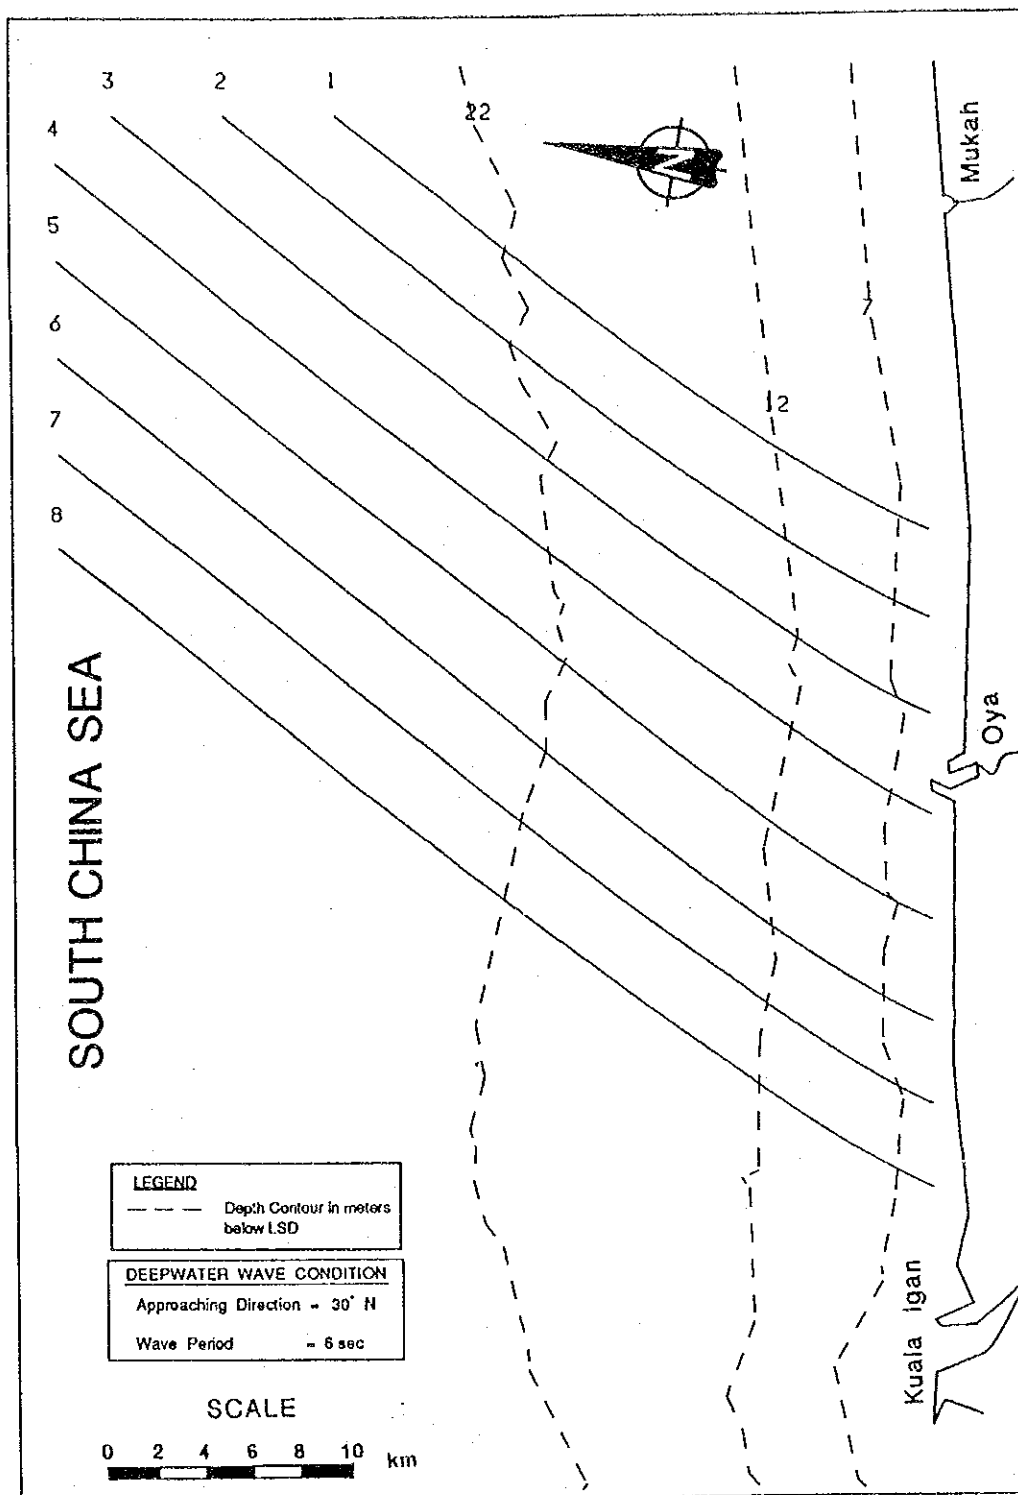 3
2
1
22
4
5
6
7
8
N
Mukah
7
12
SOUTH CHINA SEA
Oya
Kuala Igan
LEGEND
Depth Contour in meters
below LSD
DEEPWATER WAVE CONDITION
Approaching Direction = 30° N
Wave Period = 6 sec
SCALE
0 2 4 6 8 10 km